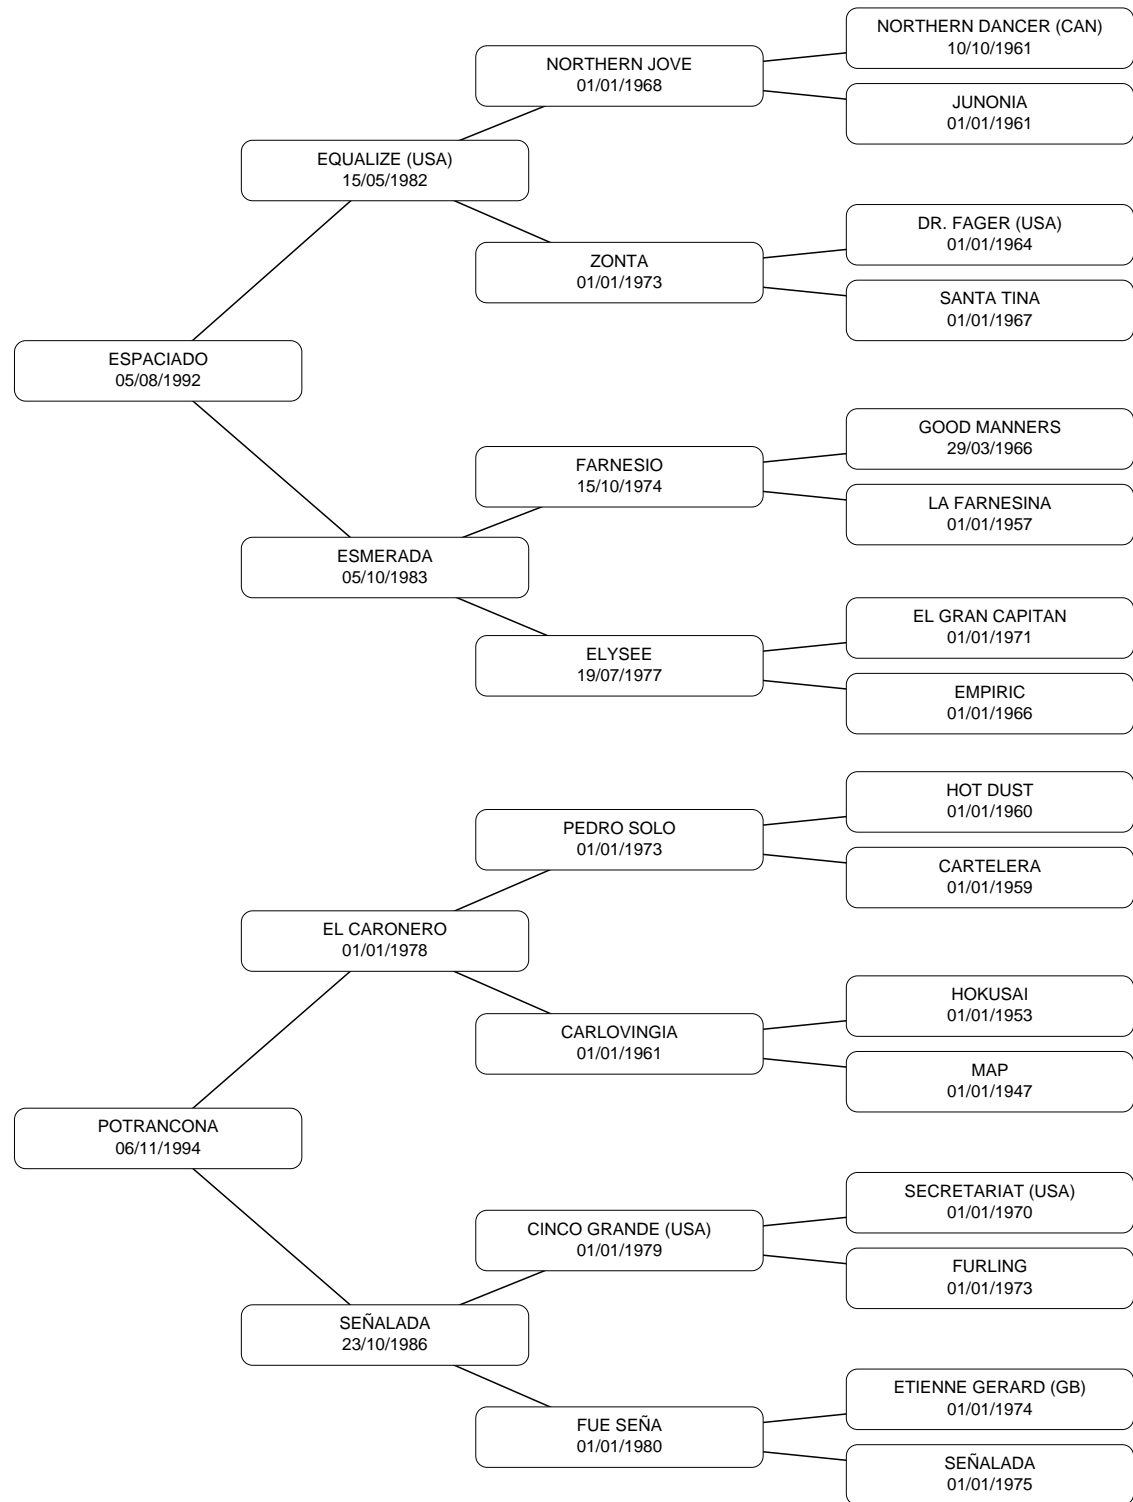 NORTHERN DANCER (CAN)
10/10/1961
NORTHERN JOVE
01/01/1968
JUNONIA
01/01/1961
EQUALIZE (USA)
15/05/1982
DR. FAGER (USA)
01/01/1964
ZONTA
01/01/1973
SANTA TINA
01/01/1967
ESPACIADO
05/08/1992
GOOD MANNERS
29/03/1966
FARNESIO
15/10/1974
LA FARNESINA
01/01/1957
ESMERADA
05/10/1983
EL GRAN CAPITAN
01/01/1971
ELYSEE
19/07/1977
EMPIRIC
01/01/1966
HOT DUST
01/01/1960
PEDRO SOLO
01/01/1973
CARTELERA
01/01/1959
EL CARONERO
01/01/1978
HOKUSAI
01/01/1953
CARLOVINGIA
01/01/1961
MAP
01/01/1947
POTRANCONA
06/11/1994
SECRETARIAT (USA)
01/01/1970
CINCO GRANDE (USA)
01/01/1979
FURLING
01/01/1973
SEÑALADA
23/10/1986
ETIENNE GERARD (GB)
01/01/1974
FUE SEÑA
01/01/1980
SEÑALADA
01/01/1975